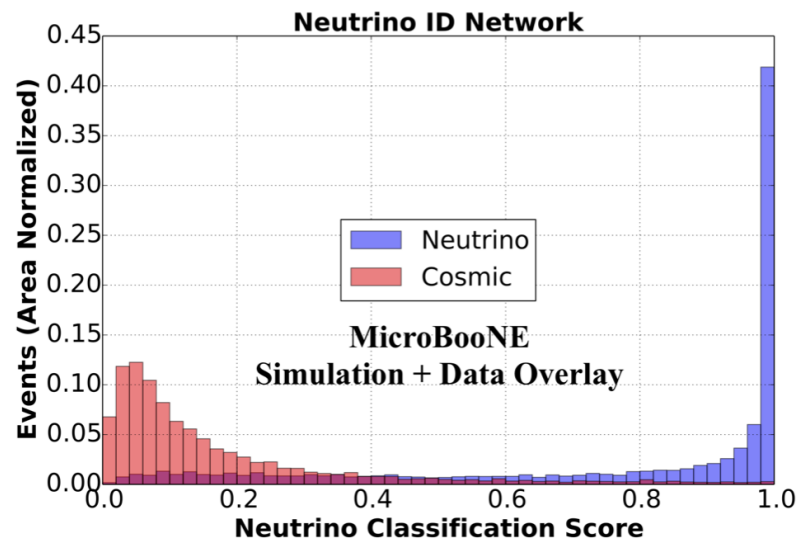 Neutrino ID Network
Events (Area Normalized)
0.45
0.40
0.35
0.30
0.25
0.20
0.15
0.10
0.05
0.00
Neutrino
Cosmic
MicroBooNE
Simulation + Data Overlay
0.0 0.2 0.4 0.6 0.8 1.0
Neutrino Classification Score